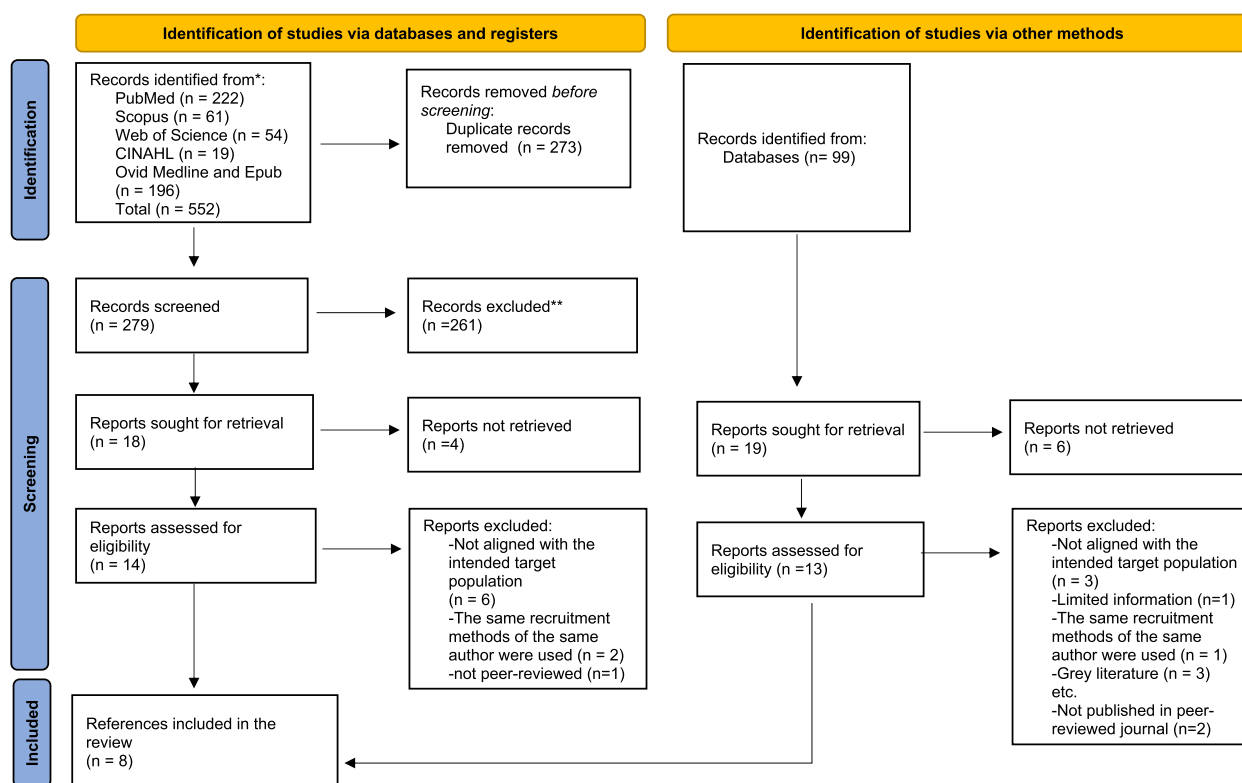 Identification of studies via databases and registers
Identification of studies via other methods
Identification
Records identified from*:
PubMed (n = 222)
Scopus (n = 61)
Web of Science (n = 54)
CINAHL (n = 19)
Ovid Medline and Epub
(n = 196)
Total (n = 552)
Records removed before
screening:
Duplicate records
removed (n = 273)
Records identified from:
Databases (n= 99)
Screening
Records screened
(n = 279)
Records excluded**
(n =261)
Reports sought for retrieval
(n = 18)
Reports not retrieved
(n =4)
Reports sought for retrieval
(n = 19)
Reports not retrieved
(n = 6)
Reports assessed for
eligibility
(n = 14)
Reports excluded:
-Not aligned with the
intended target
population
(n = 6)
-The same recruitment
methods of the same
author were used (n = 2)
-not peer-reviewed (n=1)
Reports assessed for
eligibility (n =13)
Reports excluded:
-Not aligned with the
intended target population
(n = 3)
-Limited information (n=1)
-The same recruitment
methods of the same
author were used (n = 1)
-Grey literature (n = 3)
etc.
-Not published in peer-
reviewed journal (n=2)
Included
References included in the
review
(n = 8)